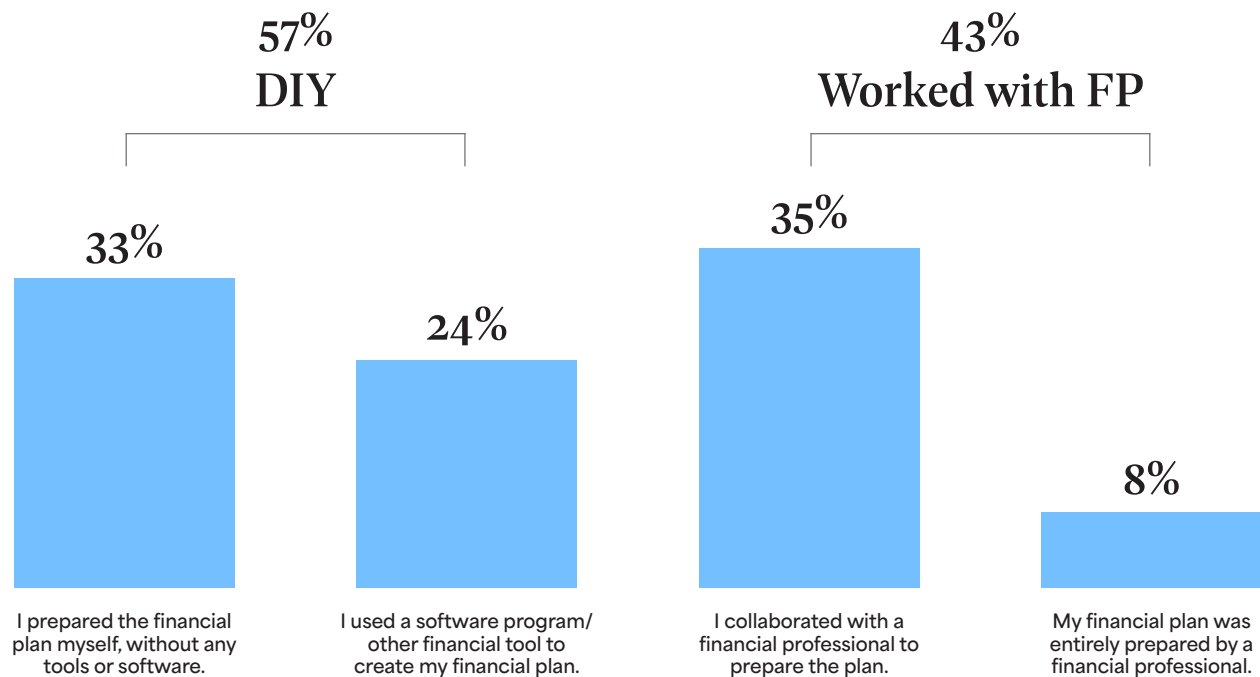 57%
DIY
33%
I prepared the financial
plan myself, without any
tools or software.
24%
I used a software program/
other financial tool to
create my financial plan.
43%
Worked with FP
35%
I collaborated with a
financial professional to
prepare the plan.
8%
My financial plan was
entirely prepared by a
financial professional.